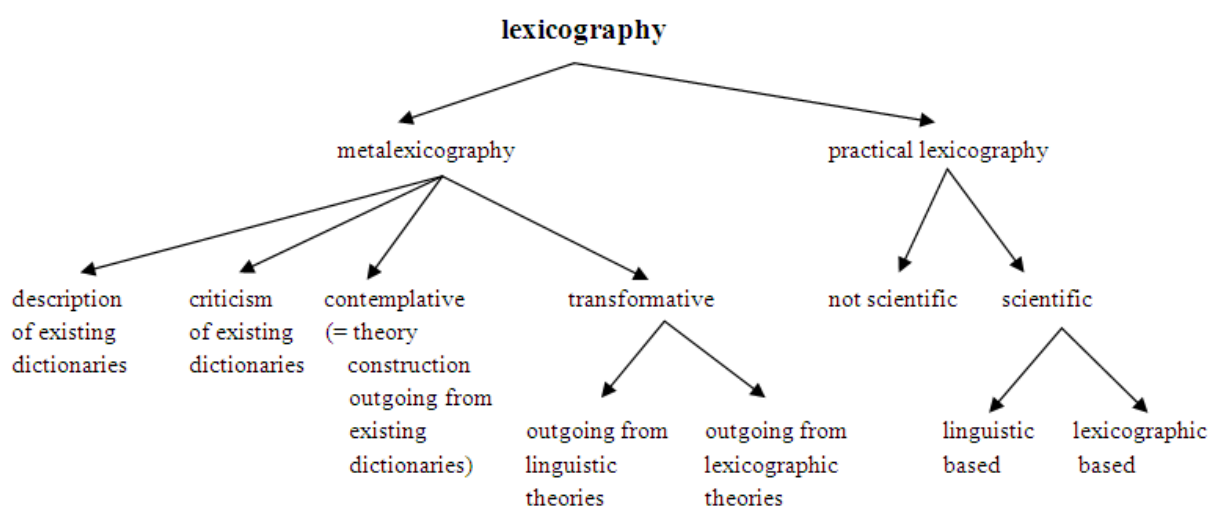 lexicography
metalexicography
practical lexicography
description
of existing
dictionaries
criticism
of existing
dictionaries
contemplative
(= theory
construction
outgoing from
existing
dictionaries)
transformative
outgoing from
linguistic
theories
outgoing from
lexicographic
theories
not scientific
scientific
linguistic
based
lexicographic
based